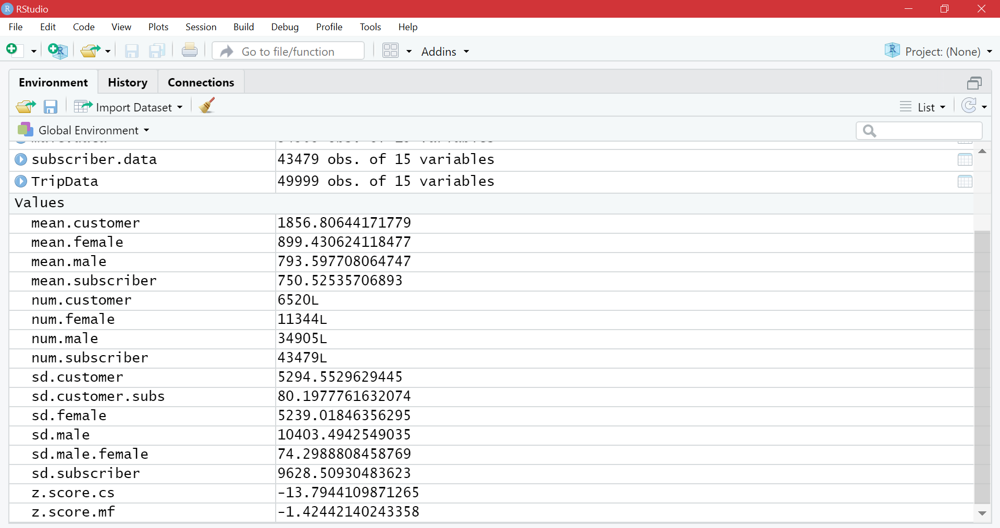 RStudio
File Edit Code View Plots Session Build Debug Profile Tools Help
Go to file/function Addins Project: (None)
Environment History Connections
Import Dataset List
Global Environment
subscriber.data 43479 obs. of 15 variables
TripData 49999 obs. of 15 variables
Values
mean.customer 1856.80644171779
mean.female 899.430624118477
mean.male 793.597708064747
mean.subscriber 750.52535706893
num.customer 6520L
num.female 11344L
num.male 34905L
num.subscriber 43479L
sd.customer 5294.5529629445
sd.customer.subs 80.1977761632074
sd.female 5239.01846356295
sd.male 10403.4942549035
sd.male.female 74.2988808458769
sd.subscriber 9628.50930483623
z.score.cs -13.7944109871265
z.score.mf -1.42442140243358